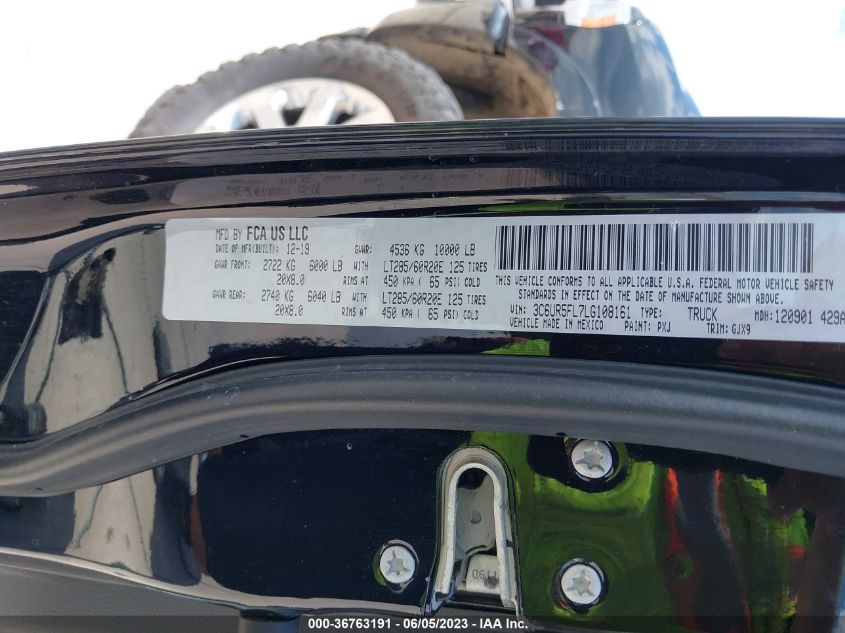 MFD BY FCA US LLC
DATE OF MFR(BUILT): 12-19 GVWR: 4536 KG 10000 LB
GAWR FRONT: 2722 KG 6000 LB WITH LT285/60R20E 125 TIRES
20X8.0 RIMS AT 450 KPA ( 65 PSI) COLD
GAWR REAR: 2740 KG 6040 LB WITH LT285/60R20E 125 TIRES
20X8.0 RIMS AT 450 KPA ( 65 PSI) COLD
THIS VEHICLE CONFORMS TO ALL APPLICABLE U.S.A. FEDERAL MOTOR VEHICLE SAFETY
STANDARDS IN EFFECT ON THE DATE OF MANUFACTURE SHOWN ABOVE.
VIN: 3C6UR5FL7LG108161 TYPE: TRUCK MDH: 120901 429A
VEHICLE MADE IN MEXICO PAINT: PXJ TRIM: GJX9
000-36763191 - 06/05/2023 - IAA Inc.